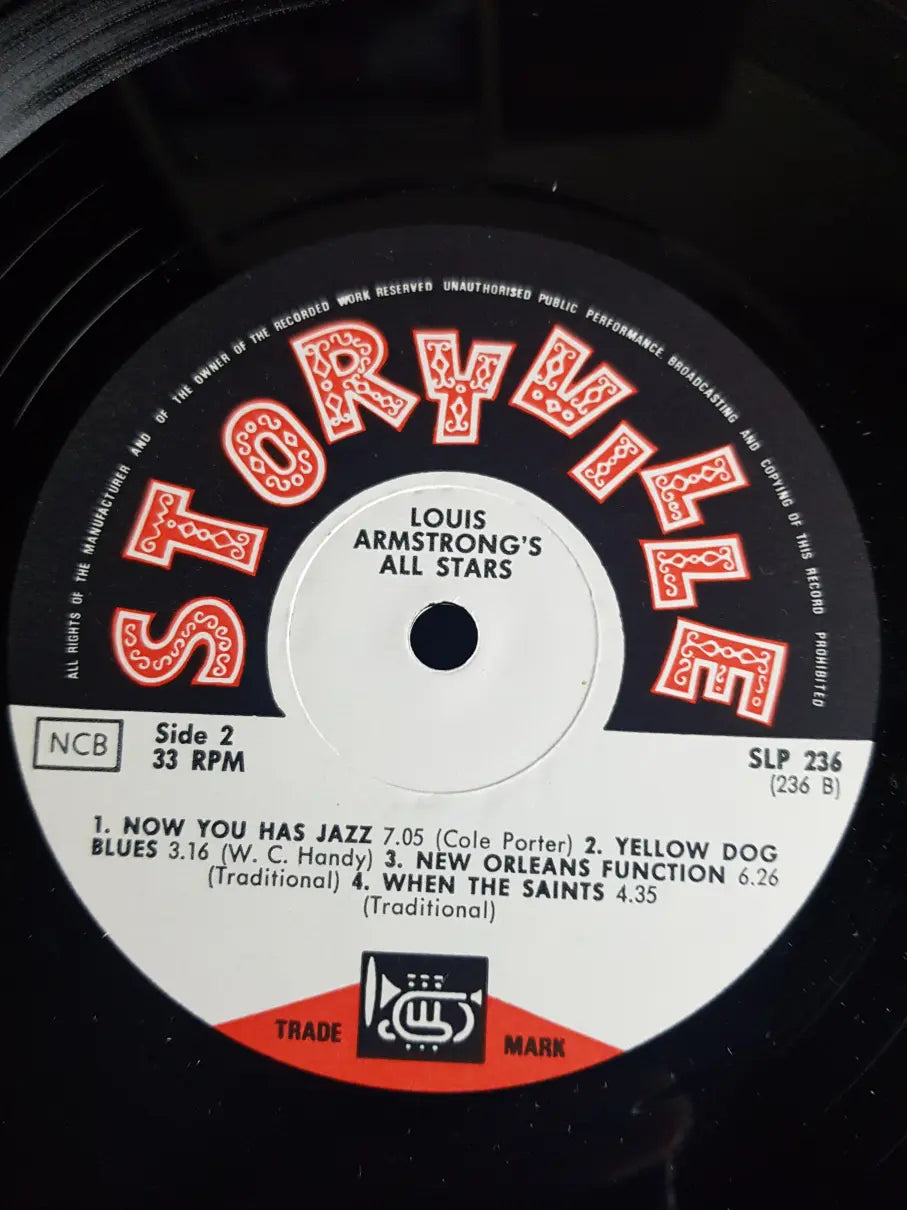 ALL RIGHTS OF THE MANUFACTURER AND OF THE OWNER OF THE RECORDED WORK RESERVED UNAUTHORISED PUBLIC PERFORMANCE BROADCASTING AND COPYING OF THIS RECORD PROHIBITED
STORYVILLE
LOUIS
ARMSTRONG'S
ALL STARS
NCB
Side 2
33 RPM
SLP 236
(236 B)
1. NOW YOU HAS JAZZ 7.05 (Cole Porter) 2. YELLOW DOG
BLUES 3.16 (W. C. Handy) 3. NEW ORLEANS FUNCTION 6.26
(Traditional) 4. WHEN THE SAINTS 4.35
(Traditional)
TRADE MARK